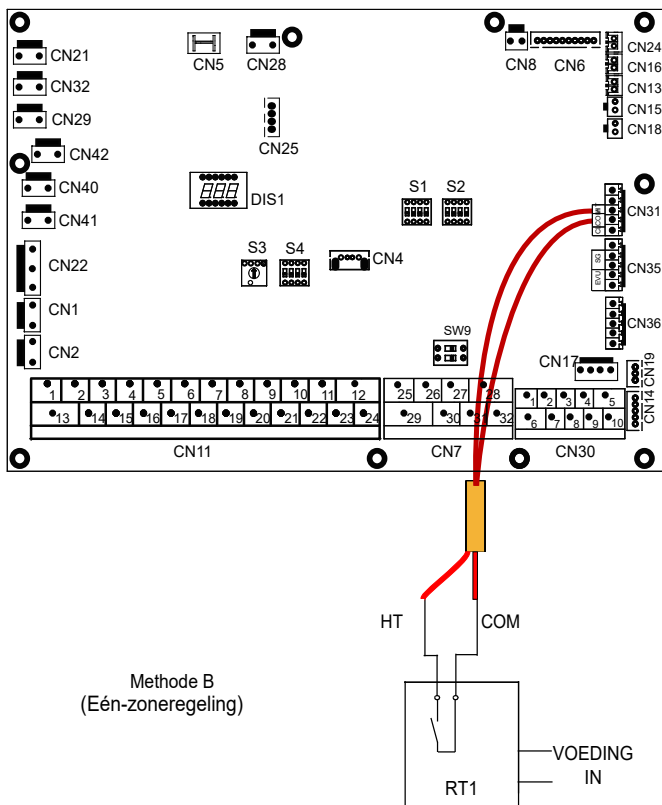 CN21
CN5
CN28
CN8
CN6
CN24
CN16
CN13
CN15
CN18
CN32
CN29
CN42
CN25
CN40
CN41
DIS1
S1 S2
CN31
CN22
S3 S4
CN4
SG
EVU
CN35
CN1
CN2
SW9
CN36
CN17
CN19
CN14
1 2 3 4 5 6 7 8 9 10 11 12
13 14 15 16 17 18 19 20 21 22 23 24
CN11
25 26 27 28
29 30 31 32
CN7
1 2 3 4 5
6 7 8 9 10
CN30
HT
COM
Methode B
(Eén-zoneregeling)
RT1
VOEDING
IN